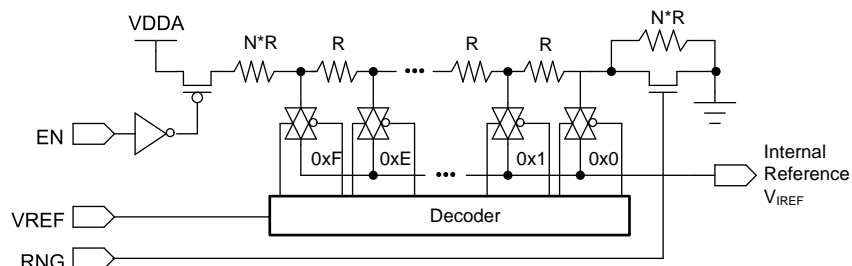 VDDA
N*R
R
...
R
R
N*R
EN
0xF
0xE
...
0x1
0x0
Internal
Reference
VIREF
VREF
Decoder
RNG